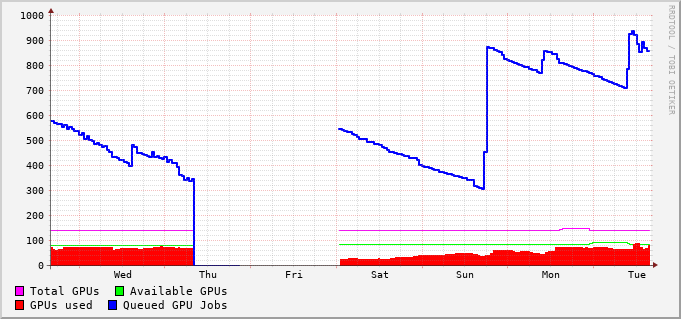 1000
900
800
700
600
500
400
300
200
100
0
Wed Thu Fri Sat Sun Mon Tue
Total GPUs Available GPUs
GPUs used Queued GPU Jobs
RRDTOOL / TOBI OETIKER